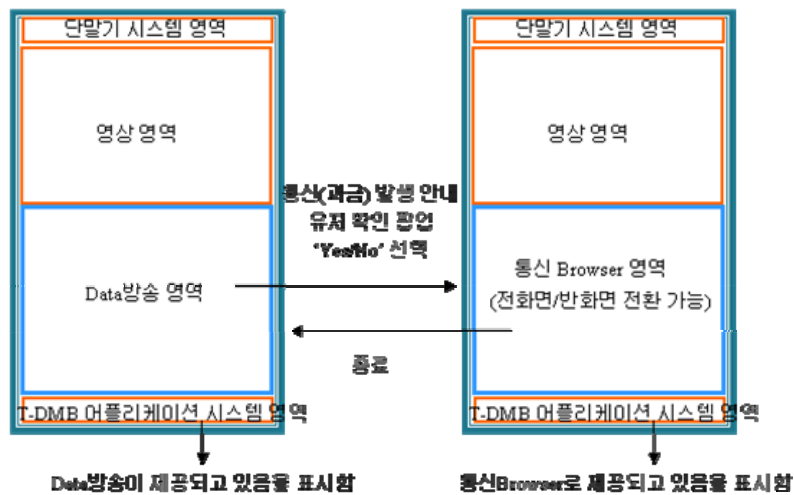 단말기 시스템 영역
영상 영역
Data방송 영역
T-DMB 어플리케이션 시스템 영역
Data방송이 제공되고 있음을 표시함
통신(과금) 발생 안내
유저 확인 팝업
'Yes/No' 선택
종료
단말기 시스템 영역
영상 영역
통신 Browser 영역
(전화면/반화면 전환 가능)
T-DMB 어플리케이션 시스템 영역
통신Browser로 제공되고 있음을 표시함